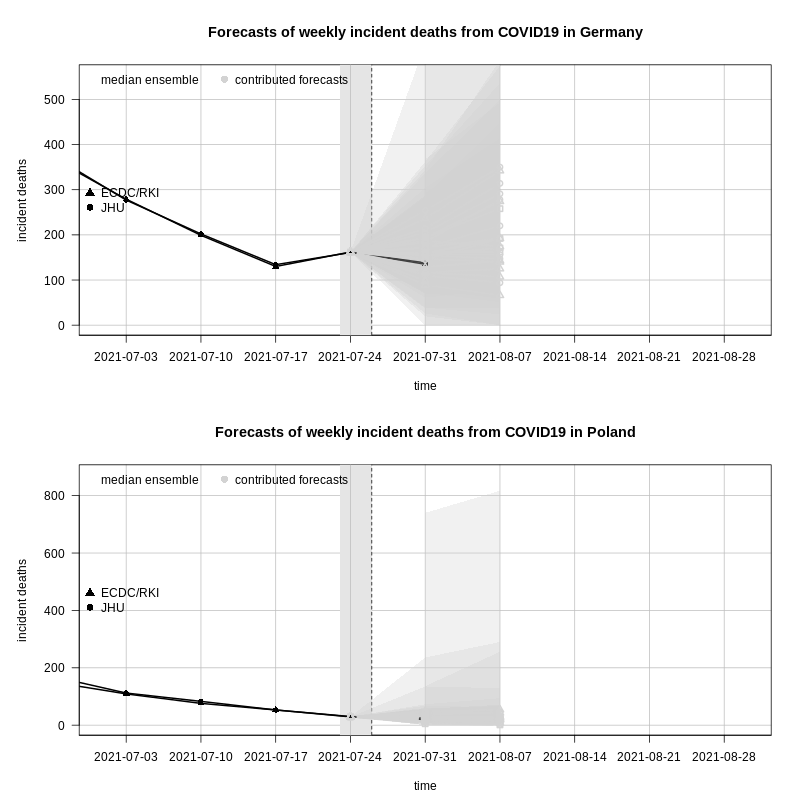 Forecasts of weekly incident deaths from COVID19 in Germany
median ensemble contributed forecasts
500
400
300
200
100
0
ECDC/RKI
JHU
incident deaths
2021-07-03 2021-07-10 2021-07-17 2021-07-24 2021-07-31 2021-08-07 2021-08-14 2021-08-21 2021-08-28
time
Forecasts of weekly incident deaths from COVID19 in Poland
median ensemble contributed forecasts
800
600
400
200
0
ECDC/RKI
JHU
incident deaths
2021-07-03 2021-07-10 2021-07-17 2021-07-24 2021-07-31 2021-08-07 2021-08-14 2021-08-21 2021-08-28
time